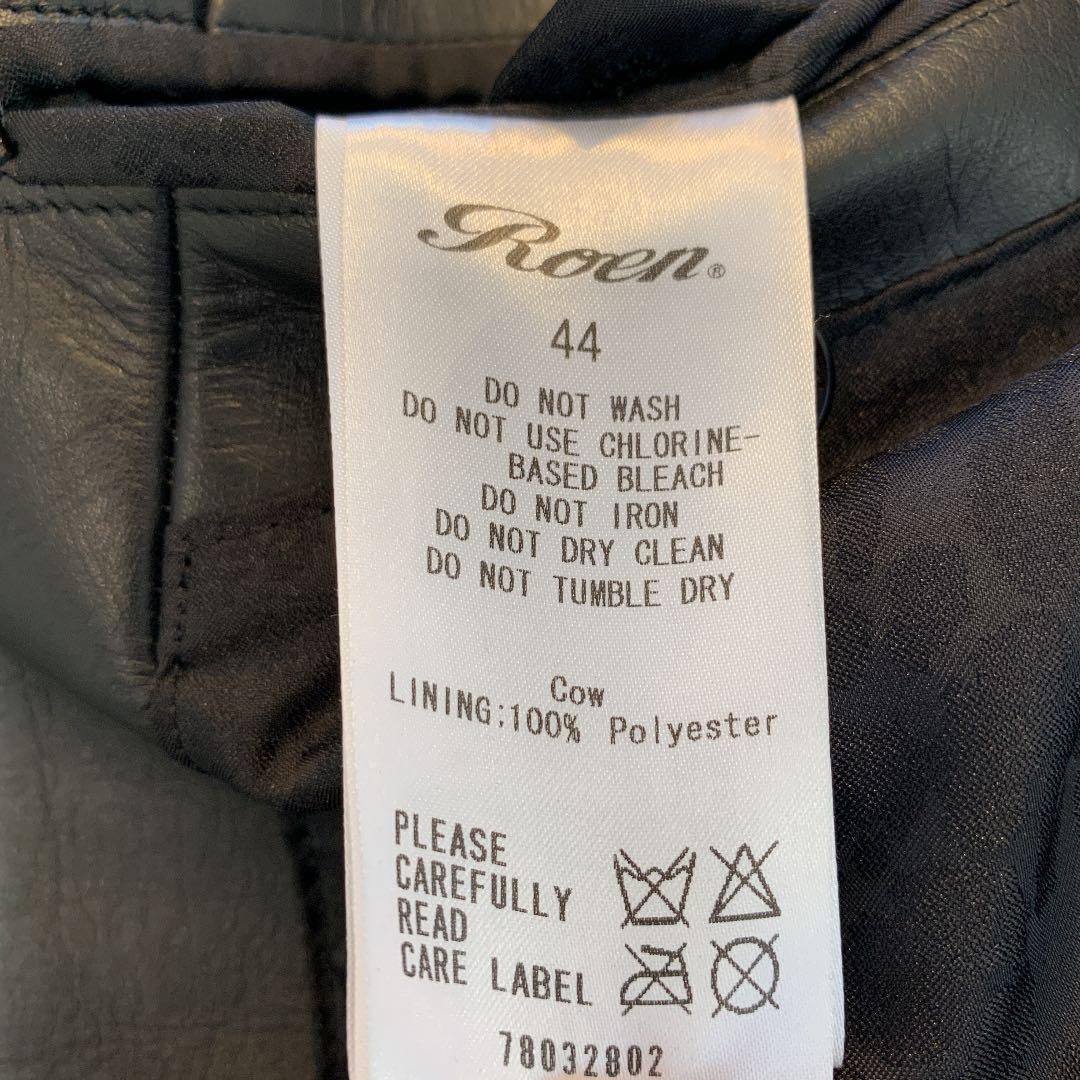 Roen®
44
DO NOT WASH
DO NOT USE CHLORINE-
BASED BLEACH
DO NOT IRON
DO NOT DRY CLEAN
DO NOT TUMBLE DRY
Cow
LINING:100% Polyester
PLEASE
CAREFULLY
READ
CARE LABEL
78032802